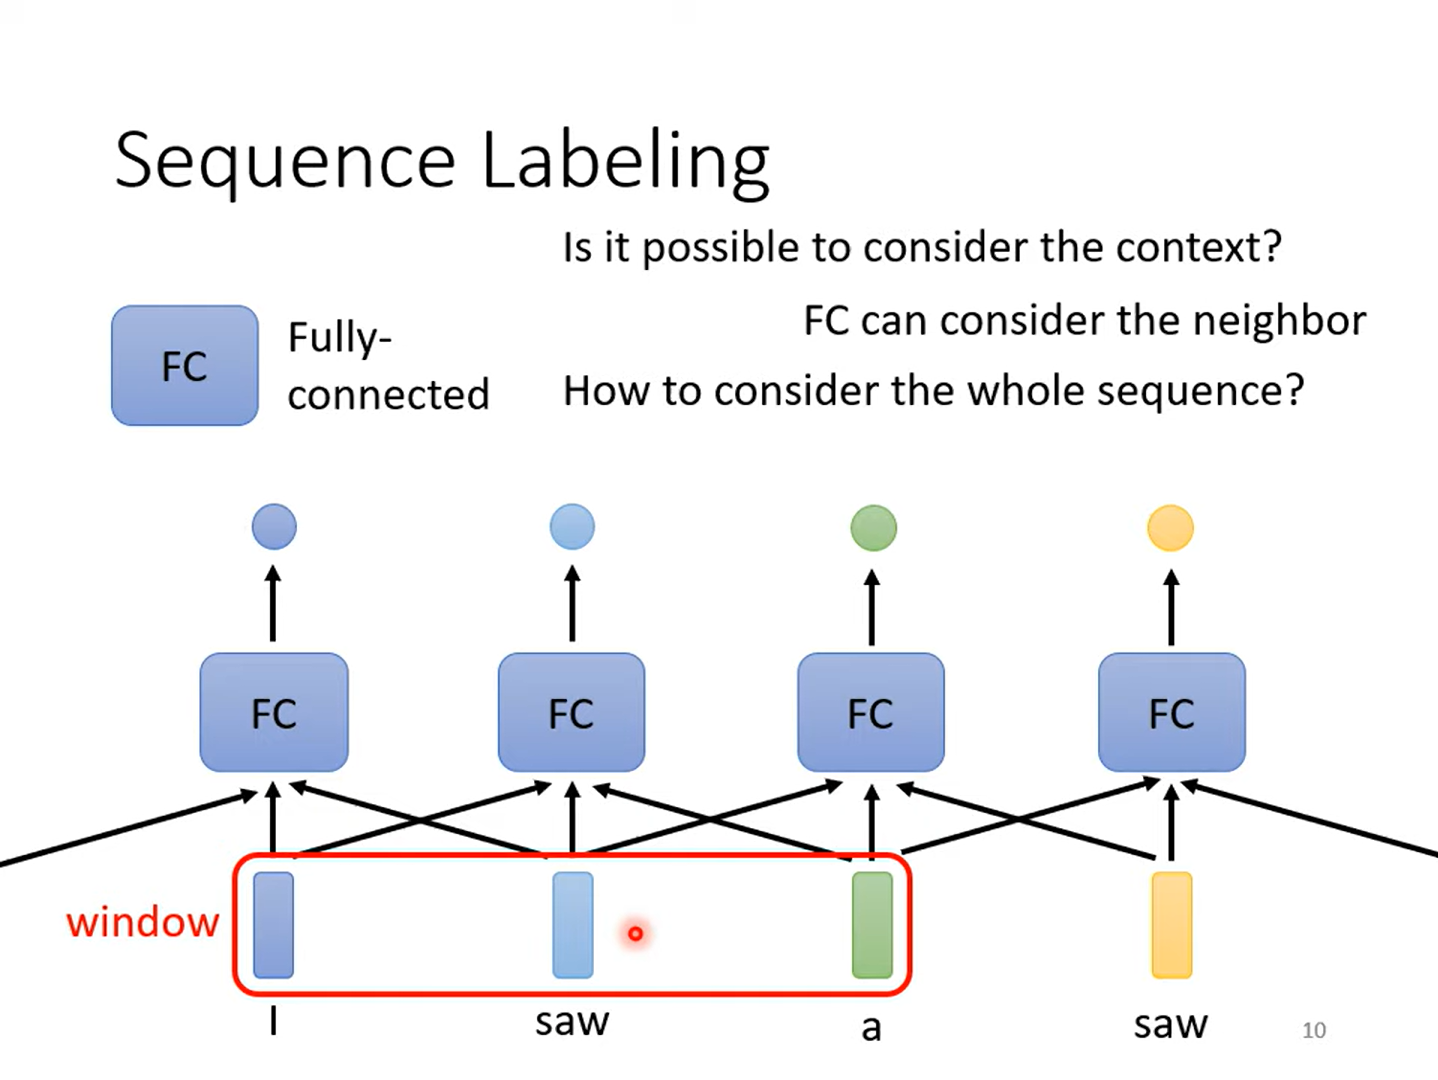 Sequence Labeling
Is it possible to consider the context?
FC can consider the neighbor
How to consider the whole sequence?
FC
Fully-
connected
FC FC FC FC
window
I saw a saw
10